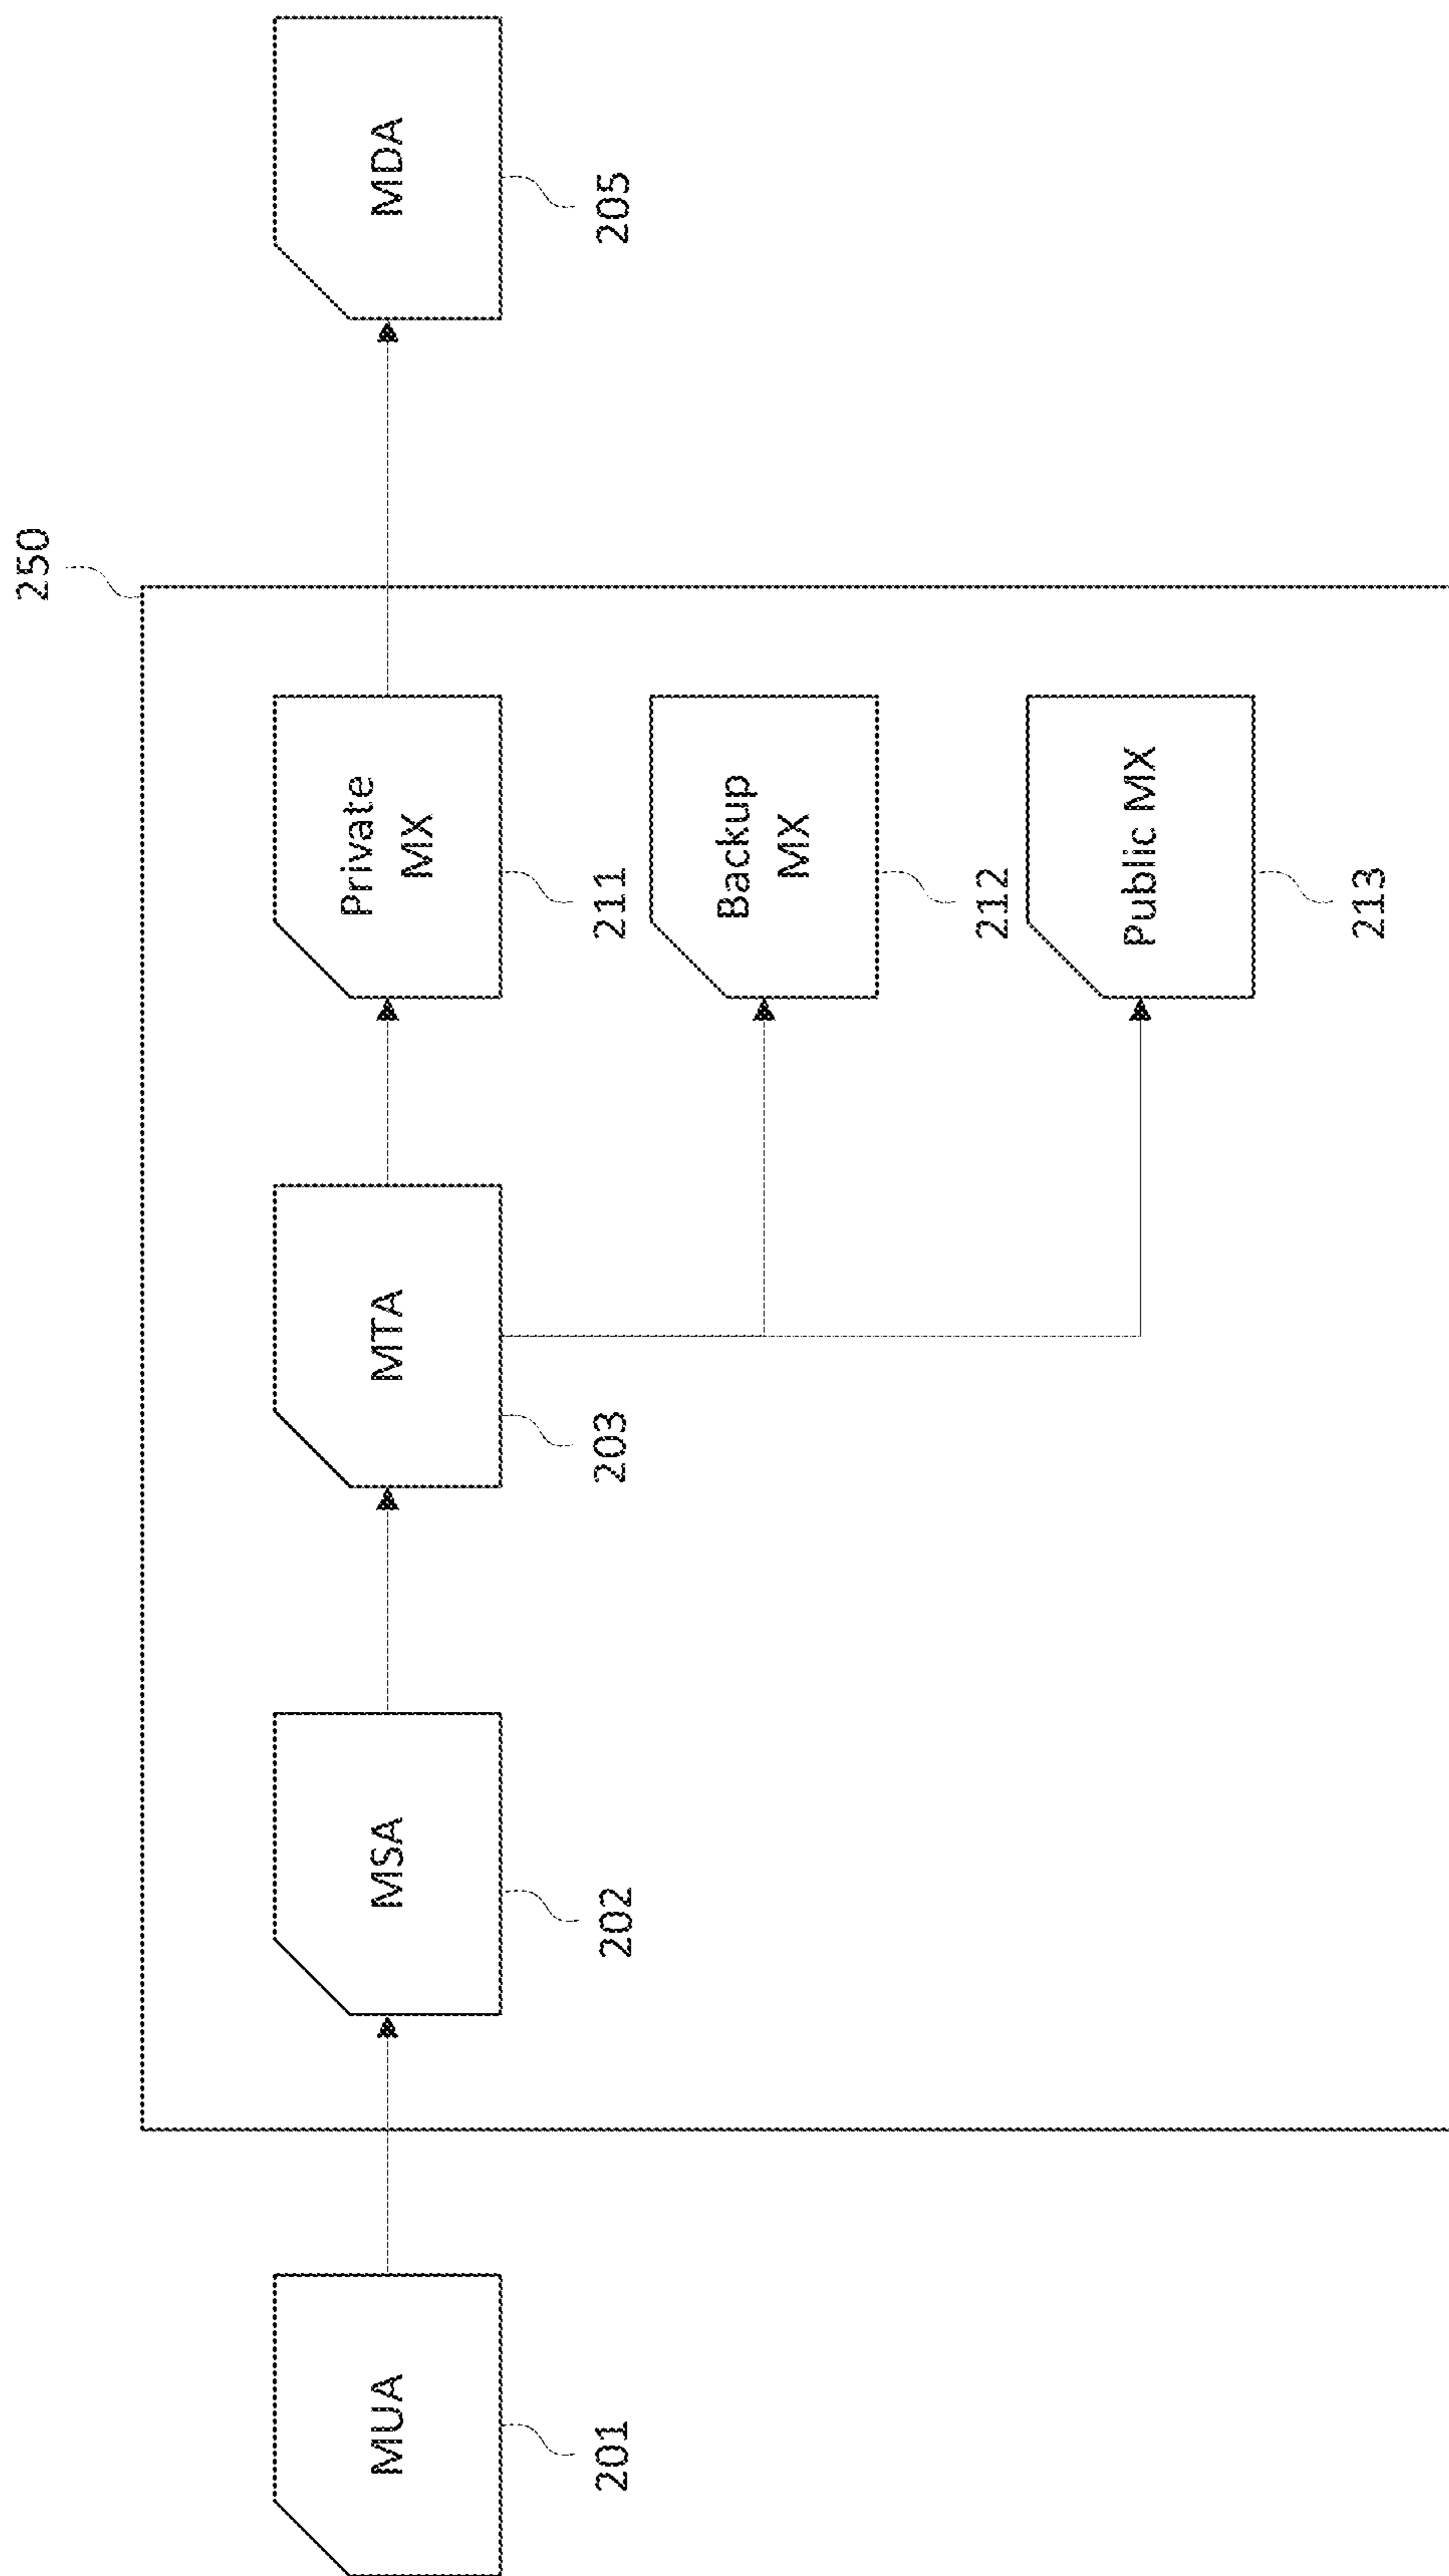 250
MUA
201
MSA
202
MTA
203
Private
MX
211
MDA
205
Backup
MX
212
Public MX
213